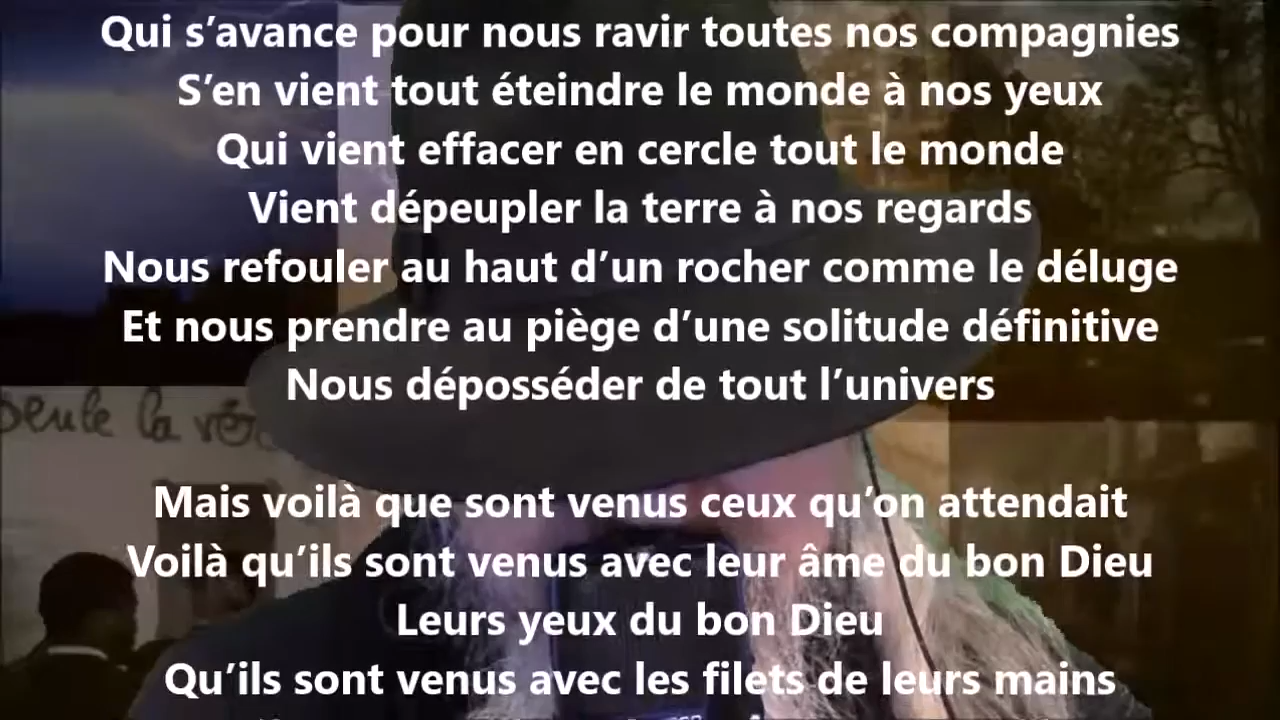 Qui s’avance pour nous ravir toutes nos compagnies
S’en vient tout éteindre le monde à nos yeux
Qui vient effacer en cercle tout le monde
Vient dépeupler la terre à nos regards
Nous refouler au haut d’un rocher comme le déluge
Et nous prendre au piège d’une solitude définitive
Nous déposséder de tout l’univers
seule la
Mais voilà que sont venus ceux qu’on attendait
Voilà qu’ils sont venus avec leur âme du bon Dieu
Leurs yeux du bon Dieu
Qu’ils sont venus avec les filets de leurs mains